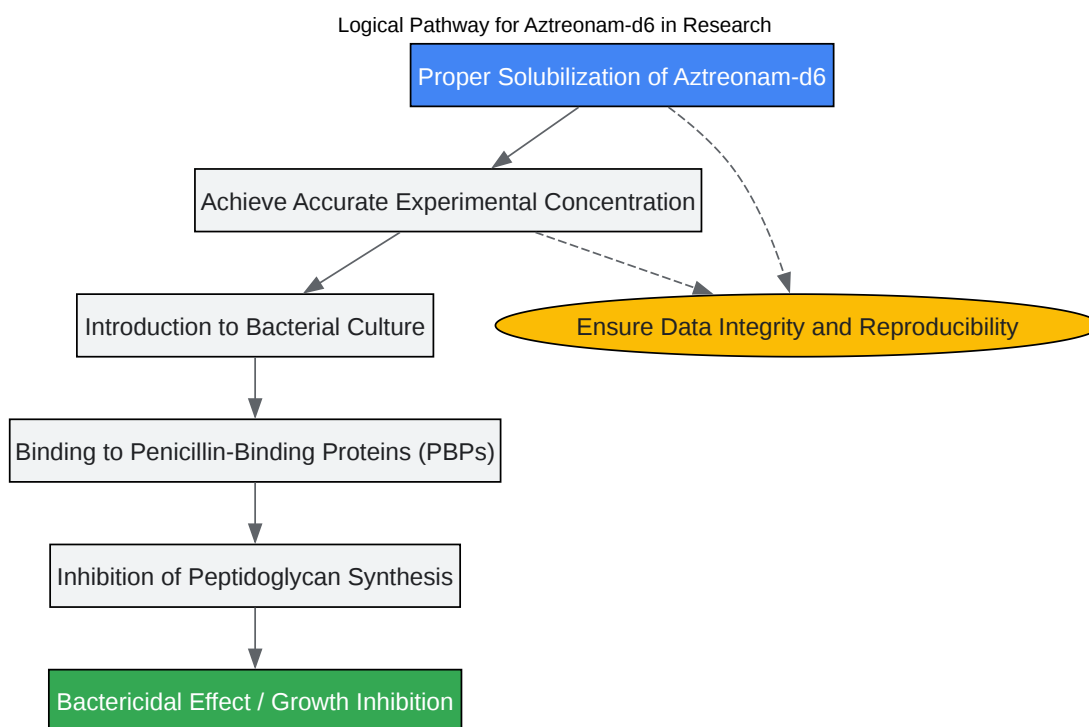 Logical Pathway for Aztreonam-d6 in Research
Proper Solubilization of Aztreonam-d6
Achieve Accurate Experimental Concentration
Introduction to Bacterial Culture
Ensure Data Integrity and Reproducibility
Binding to Penicillin-Binding Proteins (PBPs)
Inhibition of Peptidoglycan Synthesis
Bactericidal Effect / Growth Inhibition